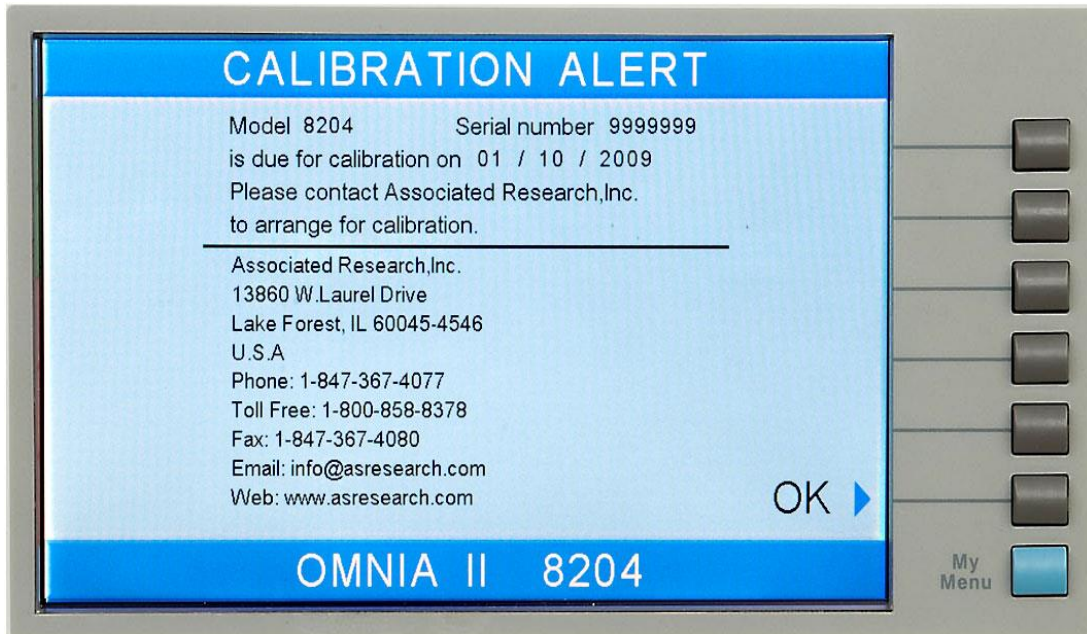 CALIBRATION ALERT
Model 8204 Serial number 9999999
is due for calibration on 01 / 10 / 2009
Please contact Associated Research,Inc.
to arrange for calibration.
Associated Research,Inc.
13860 W.Laurel Drive
Lake Forest, IL 60045-4546
U.S.A
Phone: 1-847-367-4077
Toll Free: 1-800-858-8378
Fax: 1-847-367-4080
Email: info@asresearch.com
Web: www.asresearch.com
OK
OMNIA II 8204
My
Menu